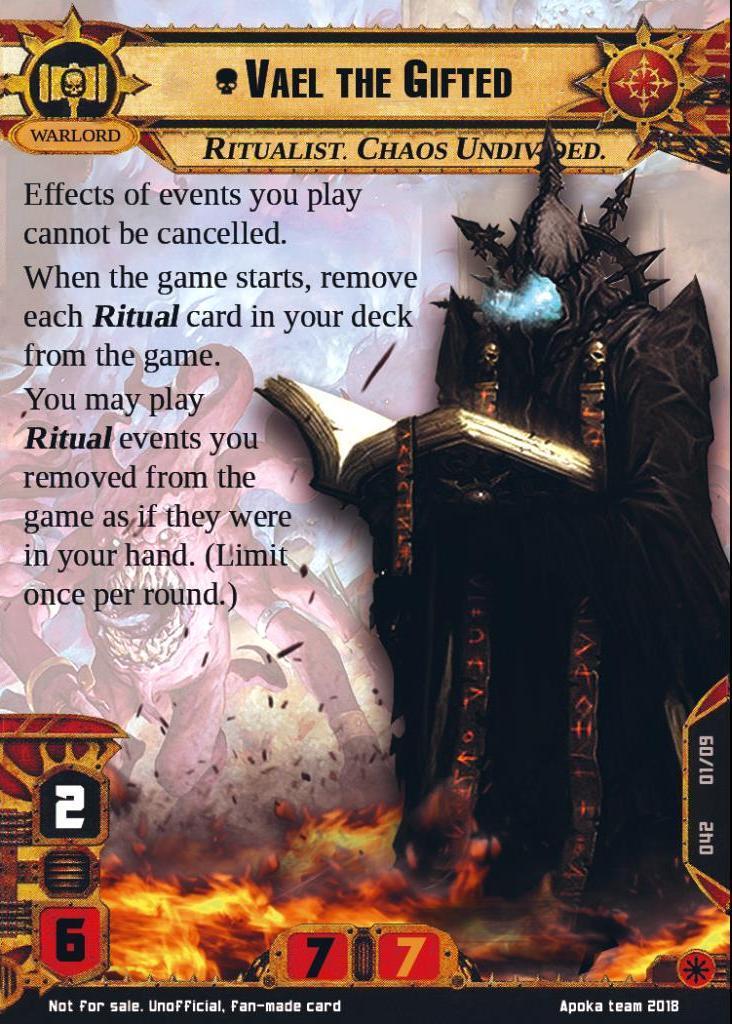 Vael the Gifted
WARLORD
Ritualist. Chaos Undivided.
Effects of events you play
cannot be cancelled.
When the game starts, remove
each Ritual card in your deck
from the game.
You may play
Ritual events you
removed from the
game as if they were
in your hand. (Limit
once per round.)
01/09
042
2
6
7 7
Not for sale. Unofficial, fan-made card
Apoka team 2018